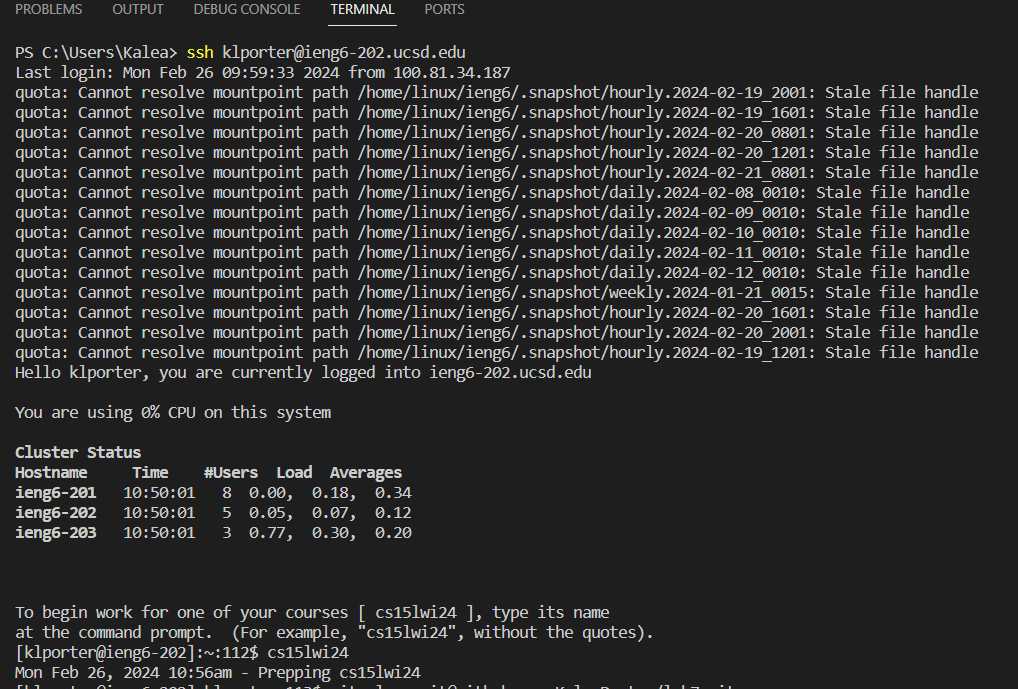 PROBLEMS OUTPUT DEBUG CONSOLE TERMINAL PORTS
PS C:\Users\Kalea> ssh klporter@ieng6-202.ucsd.edu
Last login: Mon Feb 26 09:59:33 2024 from 100.81.34.187
quota: Cannot resolve mountpoint path /home/linux/ieng6/.snapshot/hourly.2024-02-19_2001: Stale file handle
quota: Cannot resolve mountpoint path /home/linux/ieng6/.snapshot/hourly.2024-02-19_1601: Stale file handle
quota: Cannot resolve mountpoint path /home/linux/ieng6/.snapshot/hourly.2024-02-20_0801: Stale file handle
quota: Cannot resolve mountpoint path /home/linux/ieng6/.snapshot/hourly.2024-02-20_1201: Stale file handle
quota: Cannot resolve mountpoint path /home/linux/ieng6/.snapshot/hourly.2024-02-21_0801: Stale file handle
quota: Cannot resolve mountpoint path /home/linux/ieng6/.snapshot/daily.2024-02-08_0010: Stale file handle
quota: Cannot resolve mountpoint path /home/linux/ieng6/.snapshot/daily.2024-02-09_0010: Stale file handle
quota: Cannot resolve mountpoint path /home/linux/ieng6/.snapshot/daily.2024-02-10_0010: Stale file handle
quota: Cannot resolve mountpoint path /home/linux/ieng6/.snapshot/daily.2024-02-11_0010: Stale file handle
quota: Cannot resolve mountpoint path /home/linux/ieng6/.snapshot/daily.2024-02-12_0010: Stale file handle
quota: Cannot resolve mountpoint path /home/linux/ieng6/.snapshot/weekly.2024-01-21_0015: Stale file handle
quota: Cannot resolve mountpoint path /home/linux/ieng6/.snapshot/hourly.2024-02-20_1601: Stale file handle
quota: Cannot resolve mountpoint path /home/linux/ieng6/.snapshot/hourly.2024-02-20_2001: Stale file handle
quota: Cannot resolve mountpoint path /home/linux/ieng6/.snapshot/hourly.2024-02-19_1201: Stale file handle
Hello klporter, you are currently logged into ieng6-202.ucsd.edu
You are using 0% CPU on this system
Cluster Status
Hostname Time #Users Load Averages
ieng6-201 10:50:01 8 0.00, 0.18, 0.34
ieng6-202 10:50:01 5 0.05, 0.07, 0.12
ieng6-203 10:50:01 3 0.77, 0.30, 0.20
To begin work for one of your courses [ cs15lwi24 ], type its name
at the command prompt. (For example, "cs15lwi24", without the quotes).
[klporter@ieng6-202]:~:112$ cs15lwi24
Mon Feb 26, 2024 10:56am - Prepping cs15lwi24